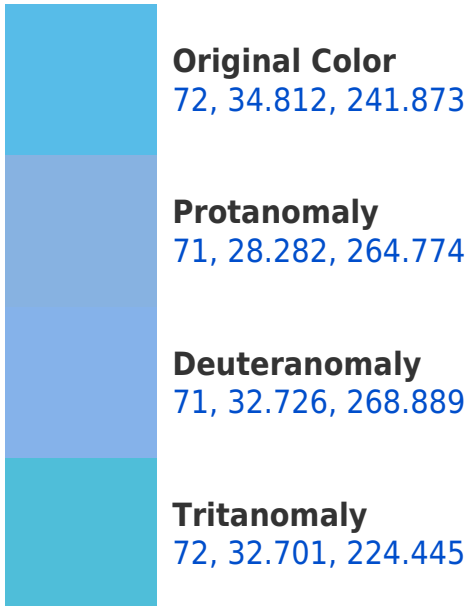 Original Color
72, 34.812, 241.873
Protanomaly
71, 28.282, 264.774
Deuteranomaly
71, 32.726, 268.889
Tritanomaly
72, 32.701, 224.445